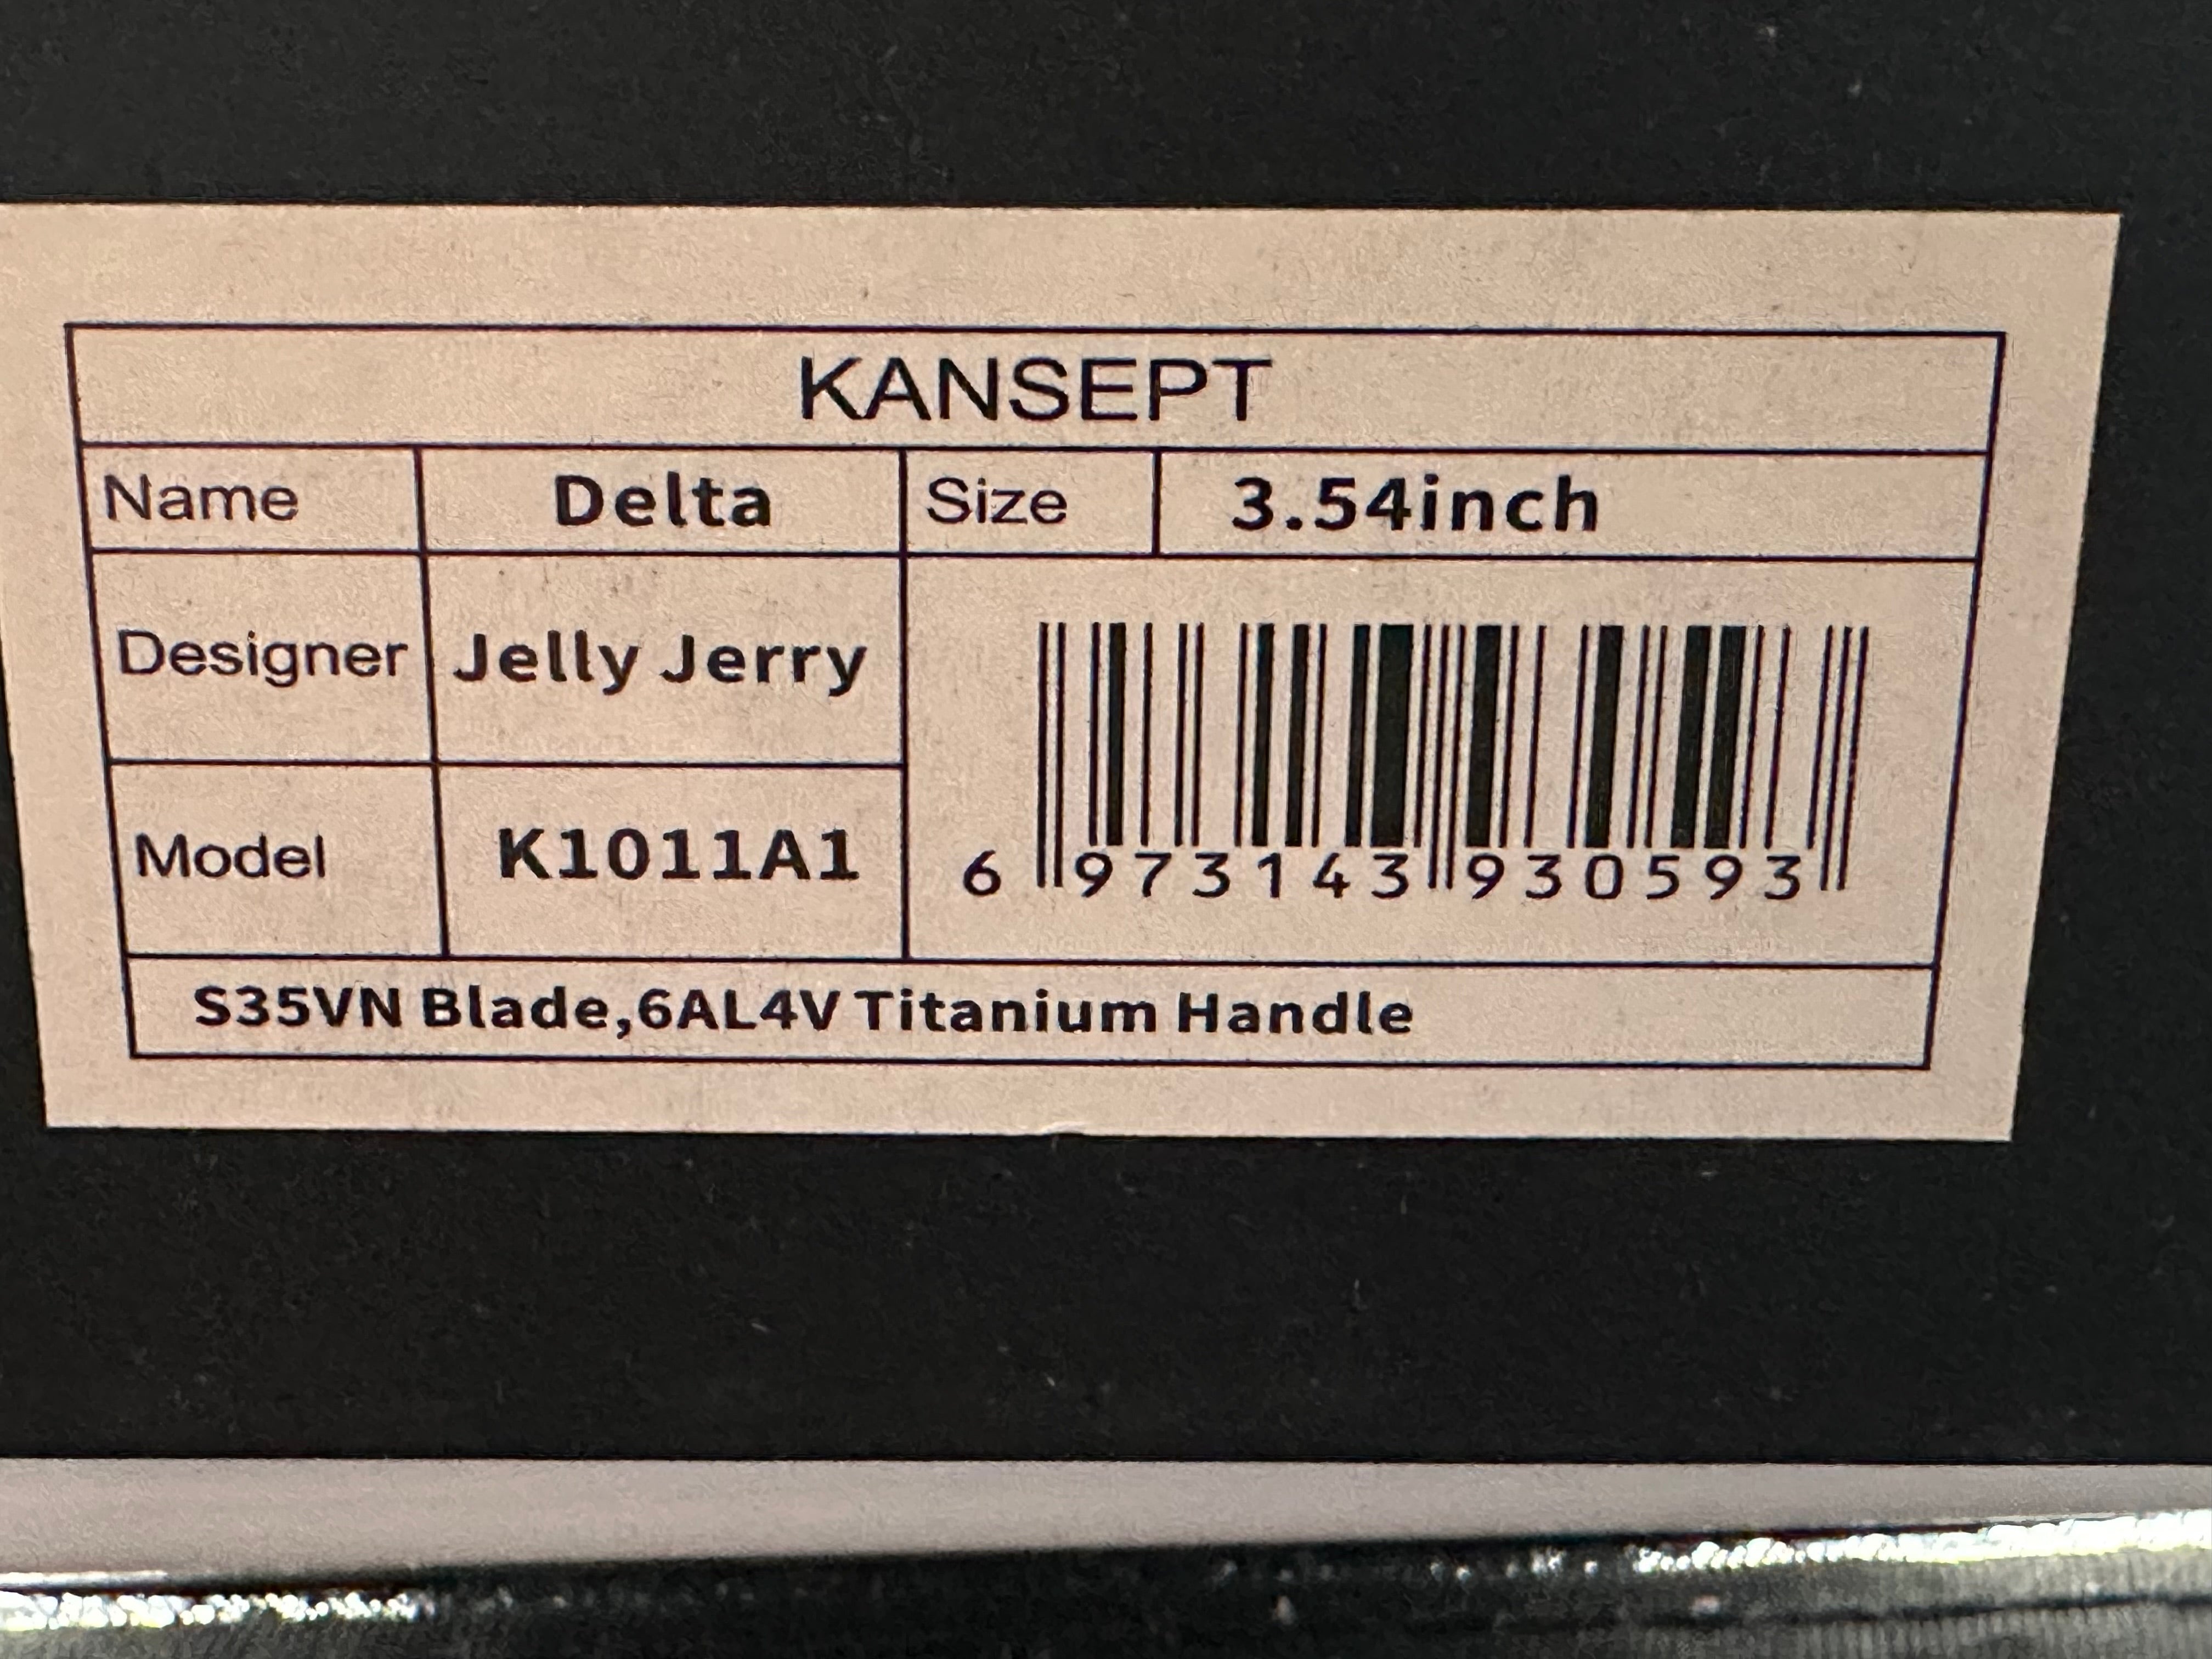 KANSEPT
Name Delta Size 3.54inch
Designer Jelly Jerry
Model K1011A1
6 973143 930593
S35VN Blade,6AL4V Titanium Handle